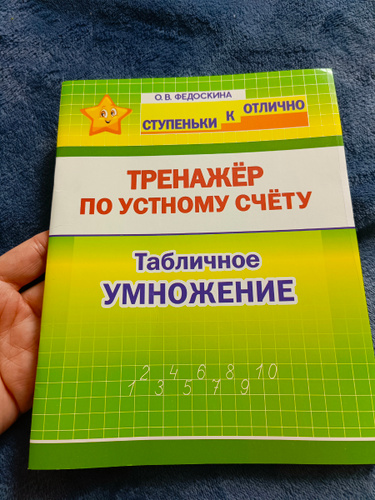 О. В. ФЕДОСКИНА
СТУПЕНЬКИ К ОТЛИЧНО
ТРЕНАЖЁР
ПО УСТНОМУ СЧЁТУ
Табличное
УМНОЖЕНИЕ
1 2 3 4 5 6 7 8 9 10